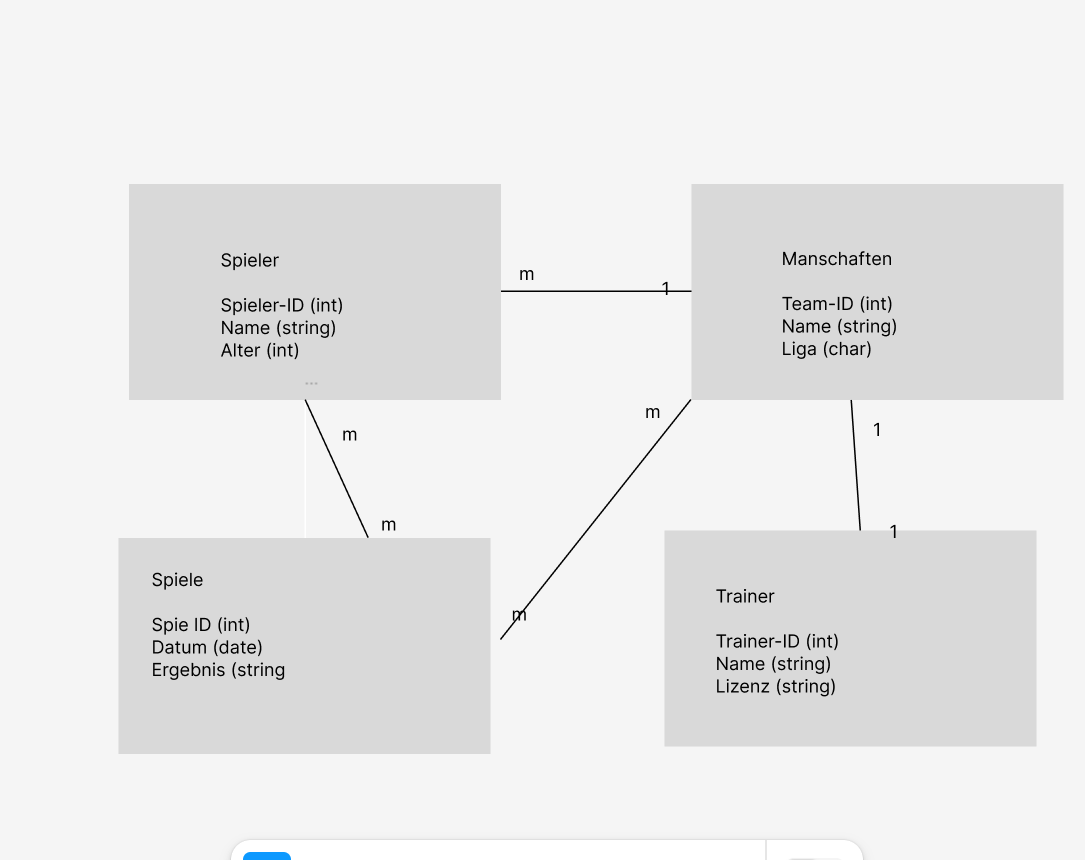 Spieler
Spieler-ID (int)
Name (string)
Alter (int)
...
m
1
Manschaften
Team-ID (int)
Name (string)
Liga (char)
m
m
m
m
1
1
Spiele
Spie ID (int)
Datum (date)
Ergebnis (string
Trainer
Trainer-ID (int)
Name (string)
Lizenz (string)